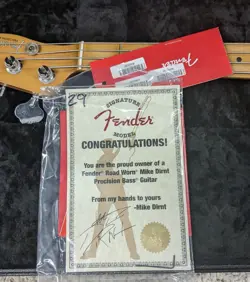 29
SIGNATURE
Fender
MODEL
CONGRATULATIONS!
You are the proud owner of a
Fender® Road Worn® Mike Dirnt
Precision Bass® Guitar
From my hands to yours
-Mike Dirnt
Fender